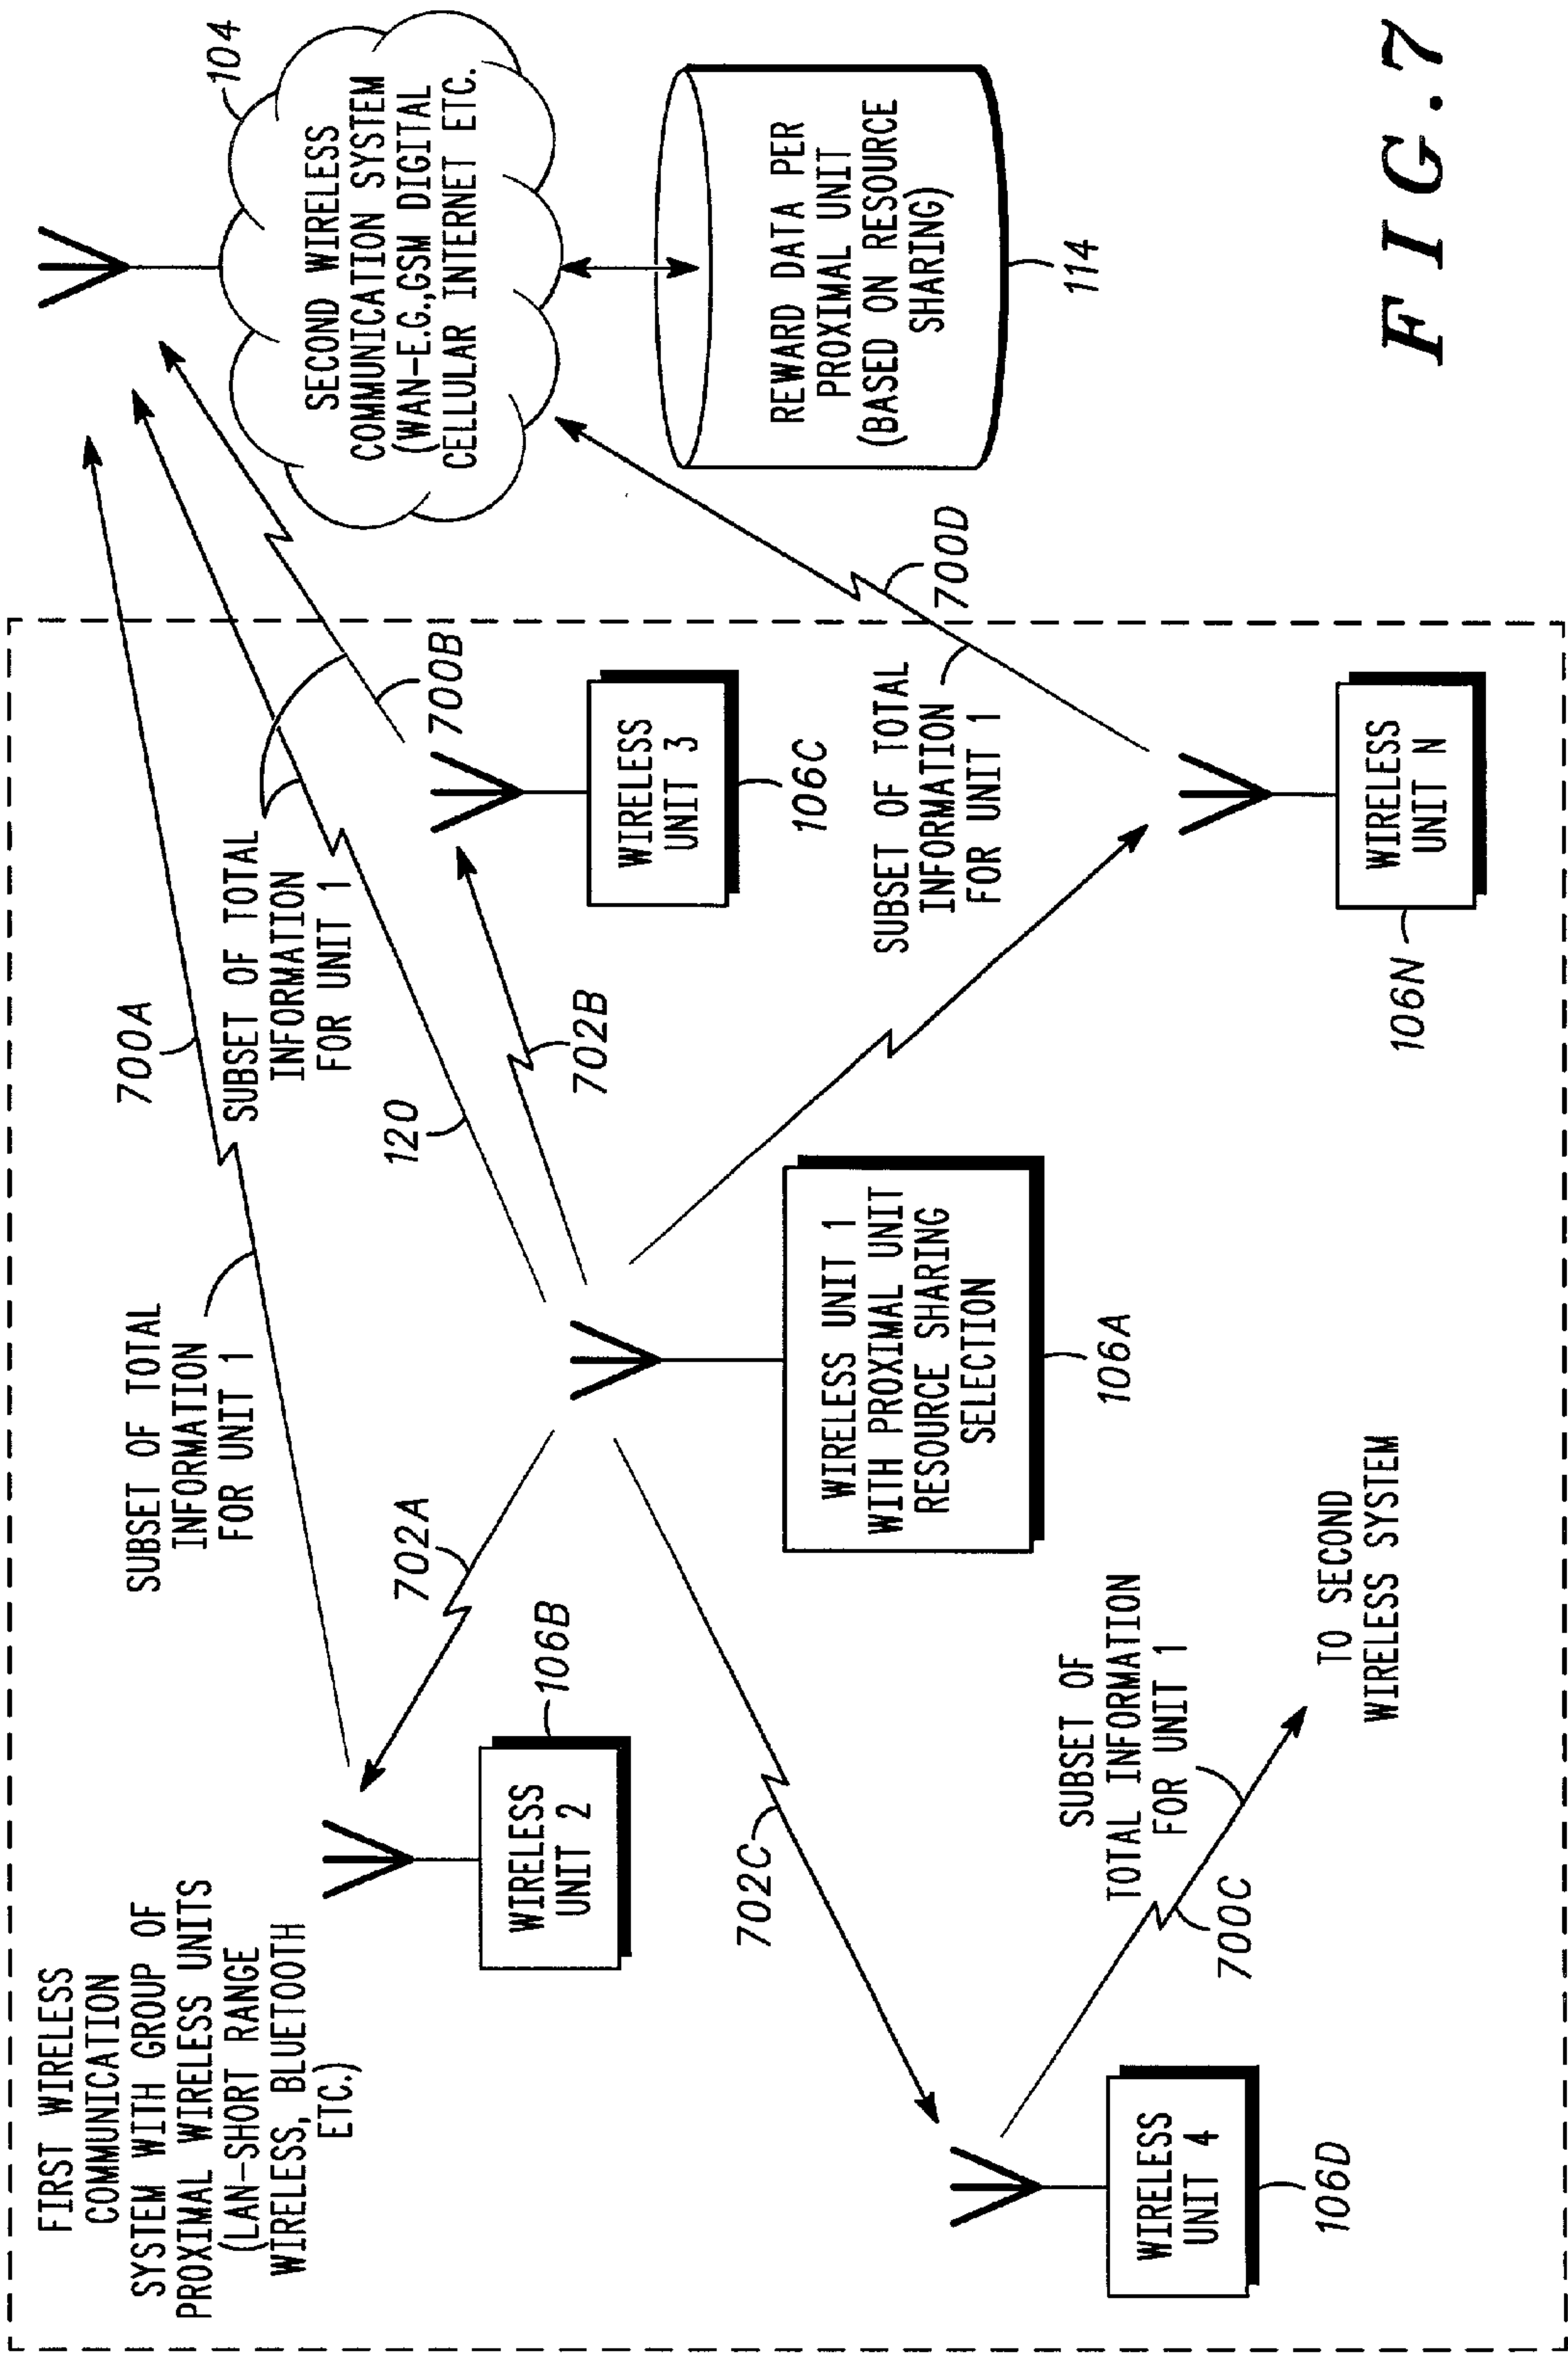 FIRST WIRELESS
COMMUNICATION
SYSTEM WITH GROUP OF
PROXIMAL WIRELESS UNITS
(LAN-SHORT RANGE
WIRELESS, BLUETOOTH
ETC.)
SUBSET OF TOTAL
INFORMATION
FOR UNIT 1
700A
SUBSET OF TOTAL
INFORMATION
FOR UNIT 1
120
104
SECOND WIRELESS
COMMUNICATION SYSTEM
(WAN-E.G.,GSM DIGITAL
CELLULAR INTERNET ETC.
WIRELESS
UNIT 2
106B
702A
702B
700B
WIRELESS
UNIT 3
106C
REWARD DATA PER
PROXIMAL UNIT
(BASED ON RESOURCE
SHARING)
114
702C
WIRELESS UNIT 1
WITH PROXIMAL UNIT
RESOURCE SHARING
SELECTION
106A
SUBSET OF TOTAL
INFORMATION
FOR UNIT 1
700D
WIRELESS
UNIT 4
106D
SUBSET OF
TOTAL INFORMATION
FOR UNIT 1
700C
TO SECOND
WIRELESS SYSTEM
WIRELESS
UNIT N
106N
FIG.7